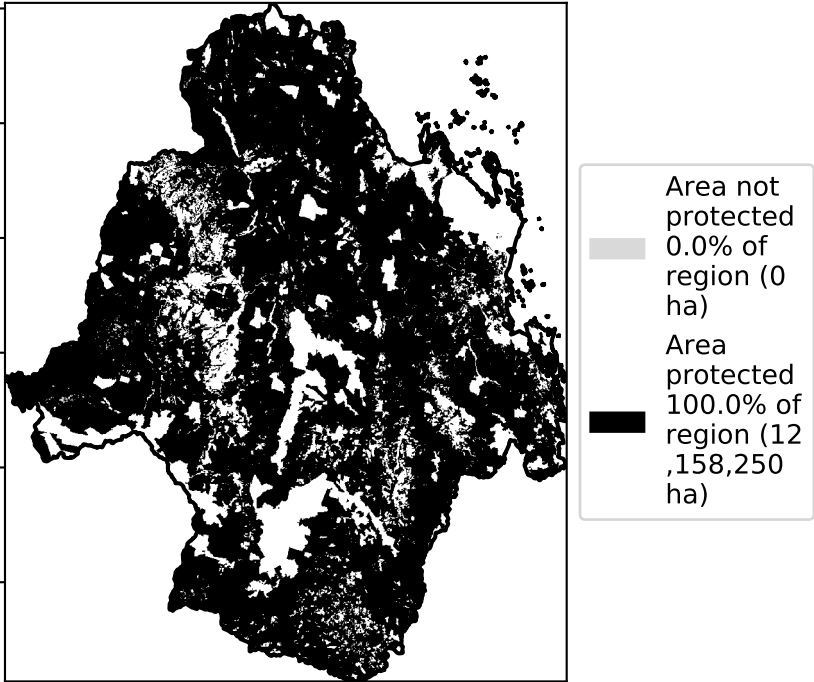 Area not
protected
0.0% of
region (0
ha)
Area
protected
100.0% of
region (12
,158,250
ha)